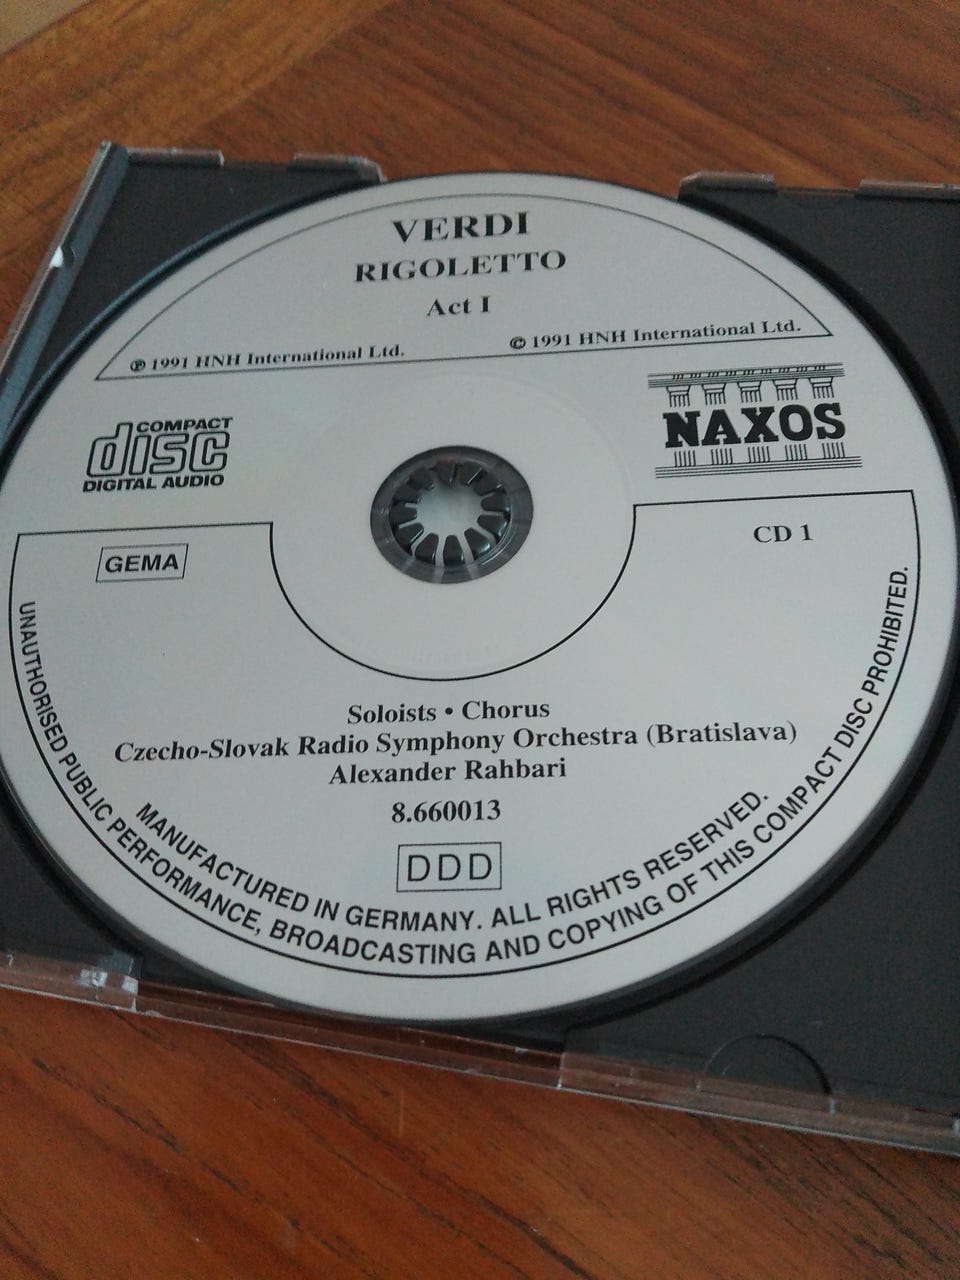 VERDI
RIGOLETTO
Act I
℗ 1991 HNH International Ltd.
© 1991 HNH International Ltd.
COMPACT
disc
DIGITAL AUDIO
NAXOS
GEMA
CD 1
Soloists • Chorus
Czecho-Slovak Radio Symphony Orchestra (Bratislava)
Alexander Rahbari
8.660013
DDD
MANUFACTURED IN GERMANY. ALL RIGHTS RESERVED.
UNAUTHORISED PUBLIC PERFORMANCE, BROADCASTING AND COPYING OF THIS COMPACT DISC PROHIBITED.